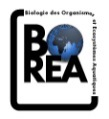 Biologie des Organismes et Ecosystèmes Aquatiques
BO
REA